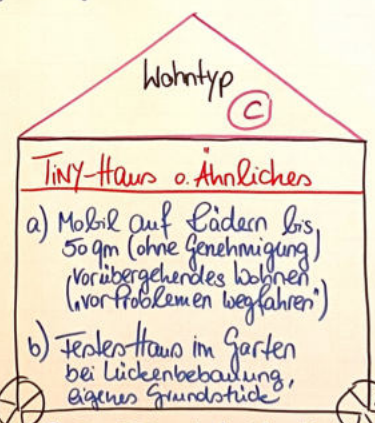 Wohntyp
C
TiNY-Haus o. Ähnliches
a) Mobil auf Rädern bis
50 qm (ohne Genehmigung)
(vorübergehendes Wohnen
("vor Problemen wegfahren")
b) Festes Haus im Garten
bei Lückenbebauung,
eigenes Grundstück